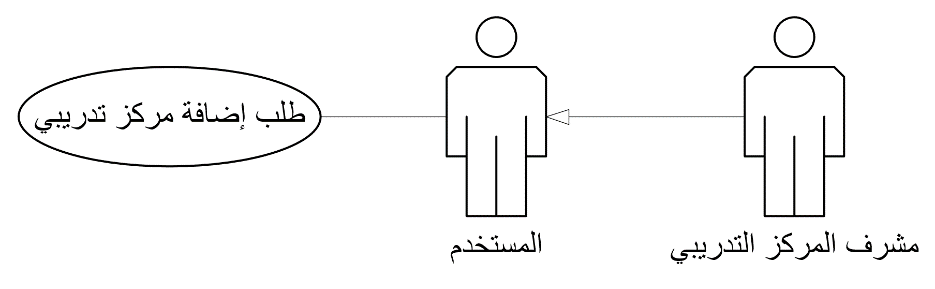 طلب إضافة مركز تدريبي
المستخدم
مشرف المركز التدريبي